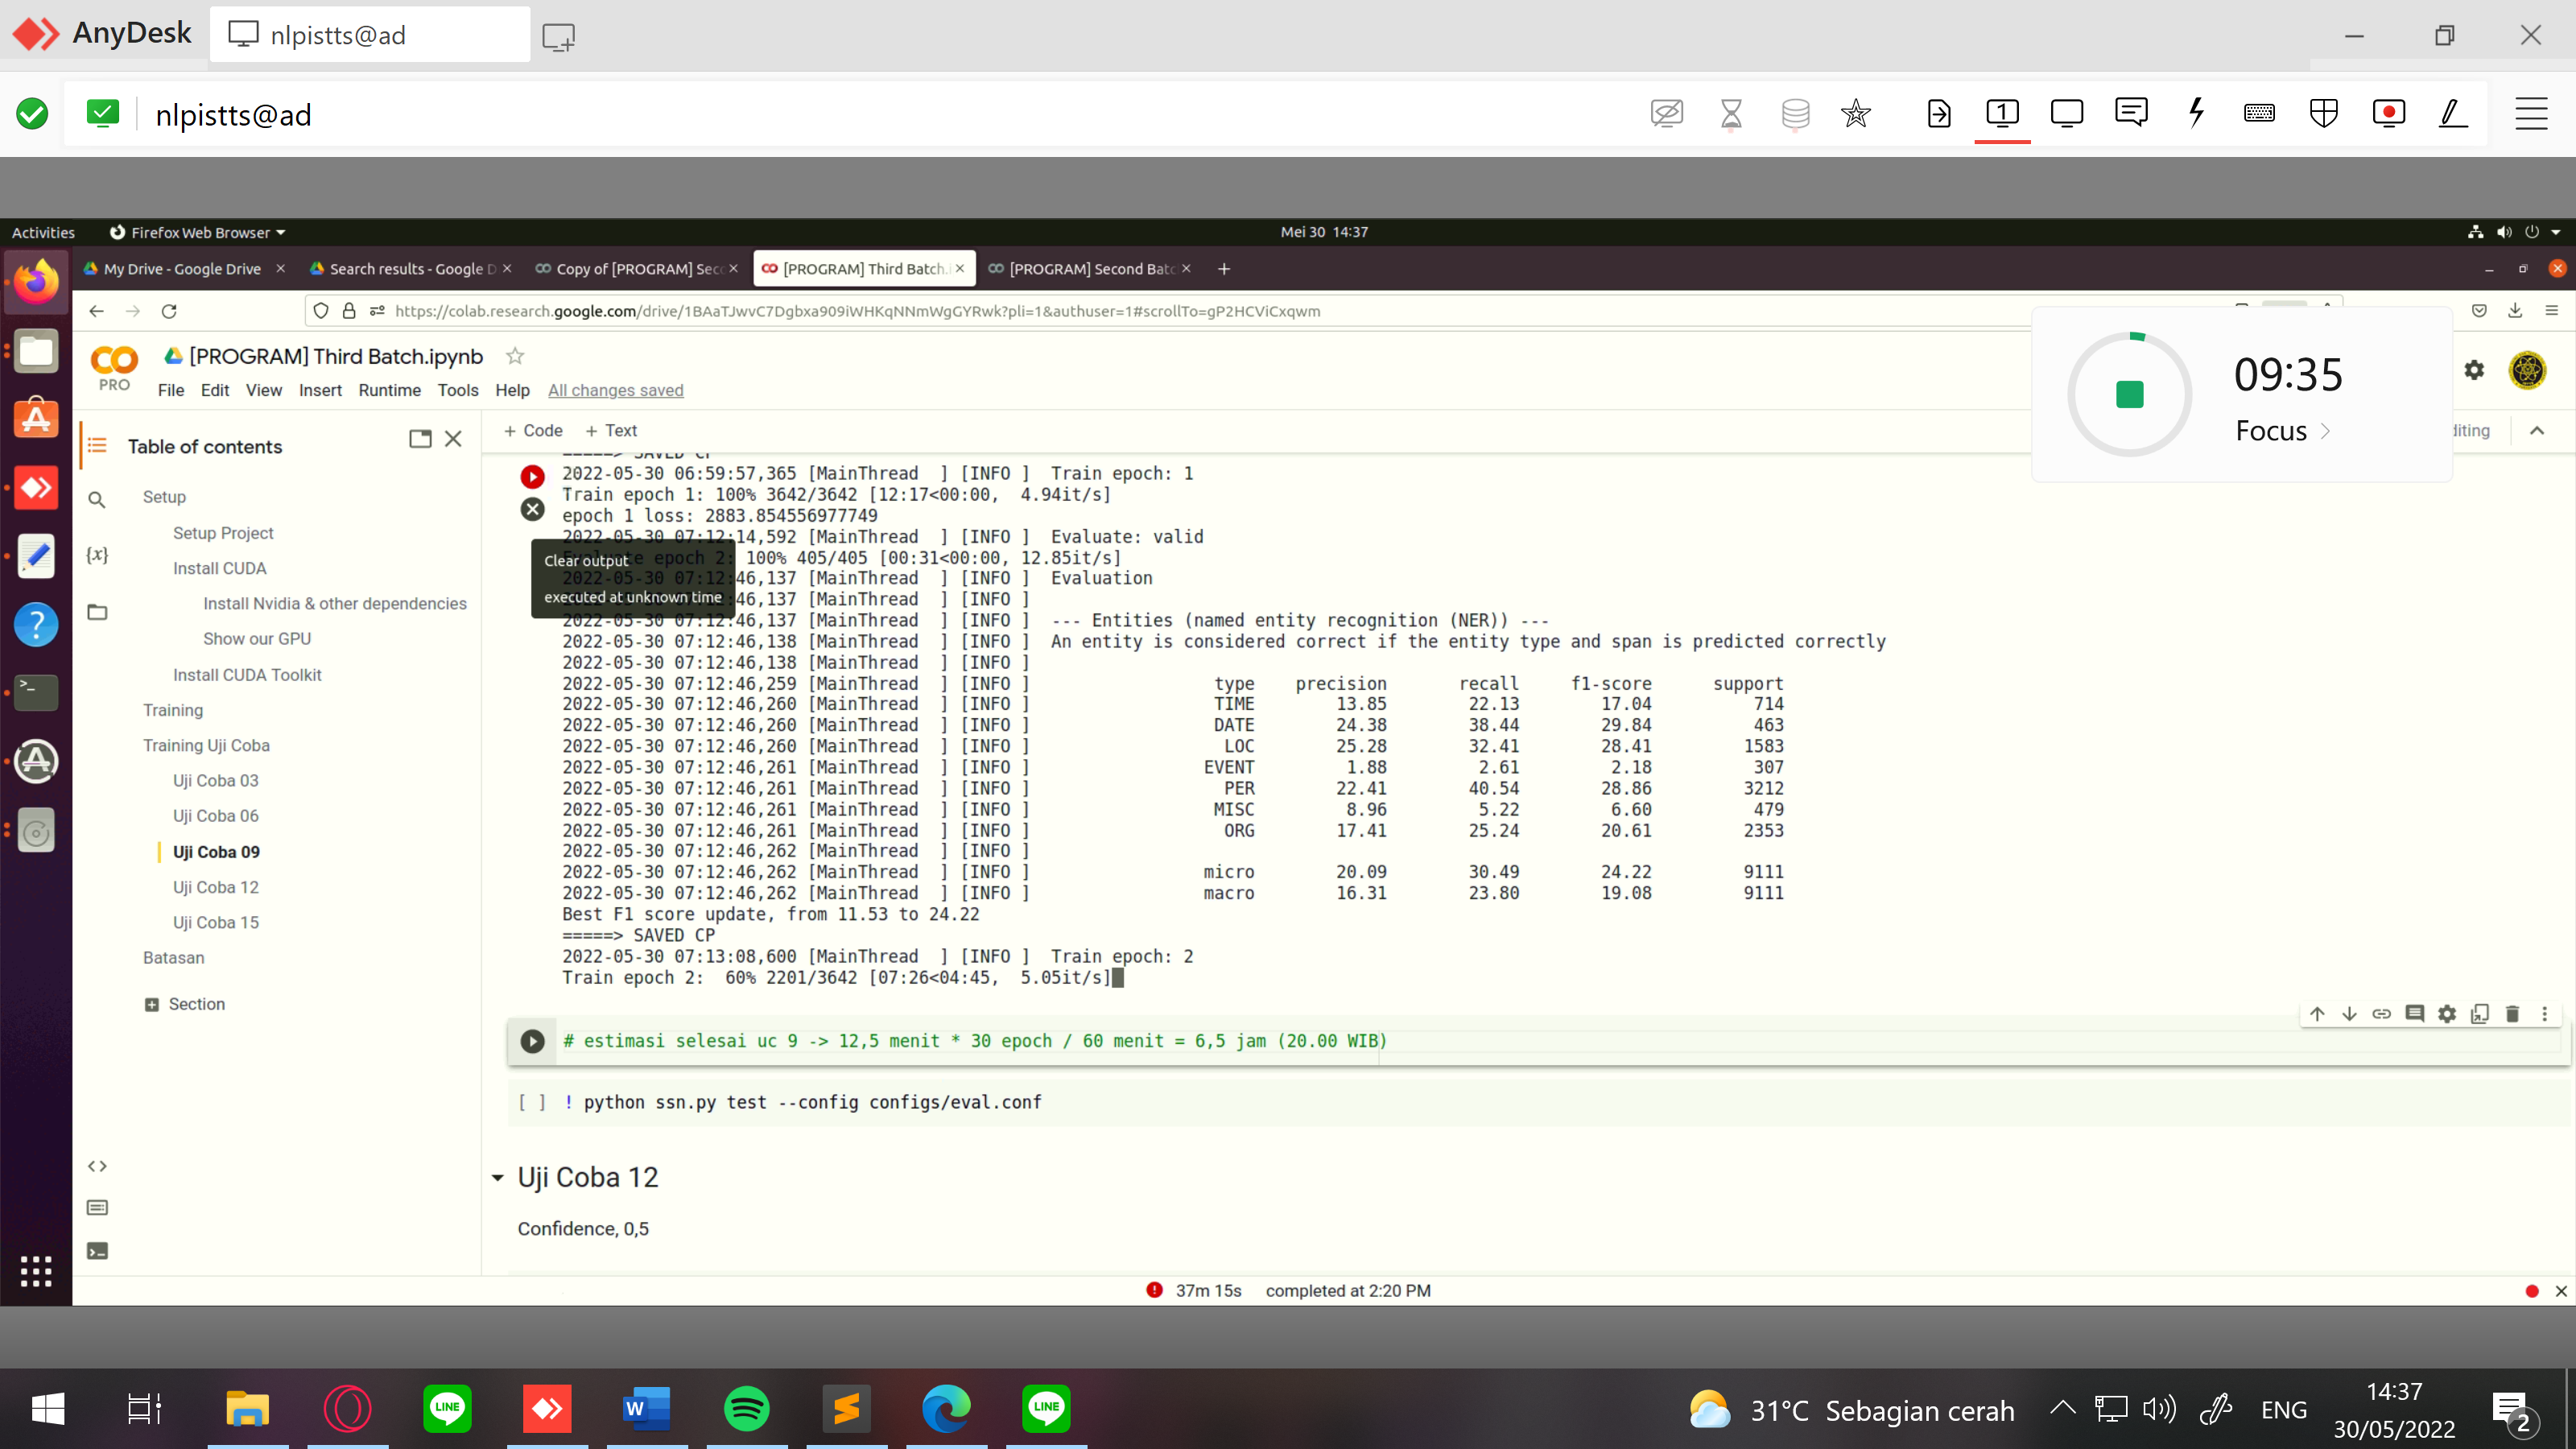 AnyDesk
nlpistts@ad
nlpistts@ad
1
Activities
Firefox Web Browser
Mei 30 14:37
My Drive - Google Drive
Search results - Google D
Copy of [PROGRAM] Sec
[PROGRAM] Third Batch.
[PROGRAM] Second Batc
https://colab.research.google.com/drive/1BAaTJwvC7Dgbxa909iWHKqNNmWgGYRwk?pli=1&authuser=1#scrollTo=gP2HCViCxqwm
PRO
[PROGRAM] Third Batch.ipynb
File Edit View Insert Runtime Tools Help All changes saved
09:35
Focus
Table of contents
Setup
Setup Project
Install CUDA
Install Nvidia & other dependencies
Show our GPU
Install CUDA Toolkit
Training
Training Uji Coba
Uji Coba 03
Uji Coba 06
Uji Coba 09
Uji Coba 12
Uji Coba 15
Batasan
Section
+ Code + Text
diting
=====> SAVED CP
2022-05-30 06:59:57,365 [MainThread  ] [INFO ]  Train epoch: 1
Train epoch 1: 100% 3642/3642 [12:17<00:00,  4.94it/s]
epoch 1 loss: 2883.854556977749
2022-05-30 07:12:14,592 [MainThread  ] [INFO ]  Evaluate: valid
Evaluate epoch 2: 100% 405/405 [00:31<00:00, 12.85it/s]
2022-05-30 07:12:46,137 [MainThread  ] [INFO ]  Evaluation
2022-05-30 07:12:46,137 [MainThread  ] [INFO ]
2022-05-30 07:12:46,137 [MainThread  ] [INFO ]  --- Entities (named entity recognition (NER)) ---
2022-05-30 07:12:46,138 [MainThread  ] [INFO ]  An entity is considered correct if the entity type and span is predicted correctly
2022-05-30 07:12:46,138 [MainThread  ] [INFO ]
2022-05-30 07:12:46,259 [MainThread  ] [INFO ]  type precision recall f1-score support
2022-05-30 07:12:46,260 [MainThread  ] [INFO ]  TIME 13.85 22.13 17.04 714
2022-05-30 07:12:46,260 [MainThread  ] [INFO ]  DATE 24.38 38.44 29.84 463
2022-05-30 07:12:46,260 [MainThread  ] [INFO ]  LOC 25.28 32.41 28.41 1583
2022-05-30 07:12:46,261 [MainThread  ] [INFO ]  EVENT 1.88 2.61 2.18 307
2022-05-30 07:12:46,261 [MainThread  ] [INFO ]  PER 22.41 40.54 28.86 3212
2022-05-30 07:12:46,261 [MainThread  ] [INFO ]  MISC 8.96 5.22 6.60 479
2022-05-30 07:12:46,261 [MainThread  ] [INFO ]  ORG 17.41 25.24 20.61 2353
2022-05-30 07:12:46,262 [MainThread  ] [INFO ]
2022-05-30 07:12:46,262 [MainThread  ] [INFO ]  micro 20.09 30.49 24.22 9111
2022-05-30 07:12:46,262 [MainThread  ] [INFO ]  macro 16.31 23.80 19.08 9111
Best F1 score update, from 11.53 to 24.22
=====> SAVED CP
2022-05-30 07:13:08,600 [MainThread  ] [INFO ]  Train epoch: 2
Train epoch 2:  60% 2201/3642 [07:26<04:45,  5.05it/s]
Clear output
executed at unknown time
# estimasi selesai uc 9 -> 12,5 menit * 30 epoch / 60 menit = 6,5 jam (20.00 WIB)
[ ] ! python ssn.py test --config configs/eval.conf
Uji Coba 12
Confidence, 0,5
37m 15s completed at 2:20 PM
LINE
W
LINE
31°C Sebagian cerah
ENG
14:37
30/05/2022
2